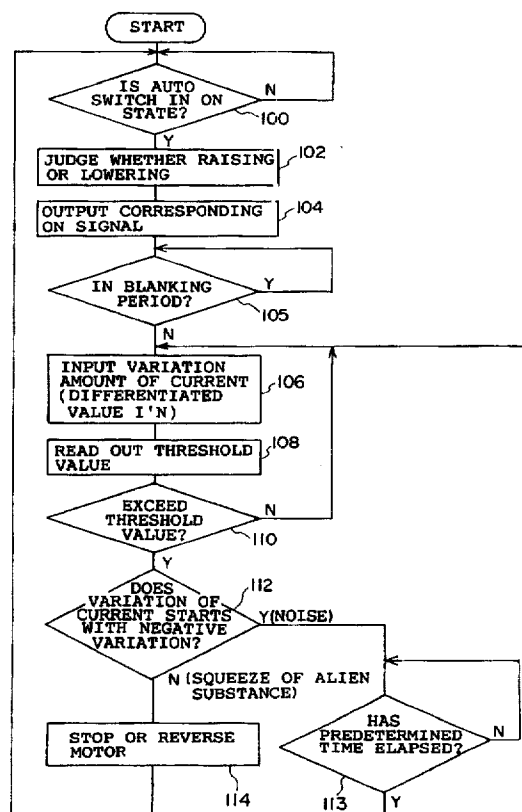 START
IS AUTO
SWITCH IN ON
STATE?
N
100
Y
JUDGE WHETHER RAISING
OR LOWERING
102
OUTPUT CORRESPONDING
ON SIGNAL
104
IN BLANKING
PERIOD?
Y
105
N
INPUT VARIATION
AMOUNT OF CURRENT
(DIFFERENTIATED
VALUE I'N)
106
READ OUT THRESHOLD
VALUE
108
EXCEED
THRESHOLD
VALUE?
N
110
Y
DOES
VARIATION OF
CURRENT STARTS
WITH NEGATIVE
VARIATION?
112
Y(NOISE)
N (SQUEEZE OF ALIEN
SUBSTANCE)
STOP OR REVERSE
MOTOR
114
HAS
PREDETERMINED
TIME ELAPSED?
N
113
Y